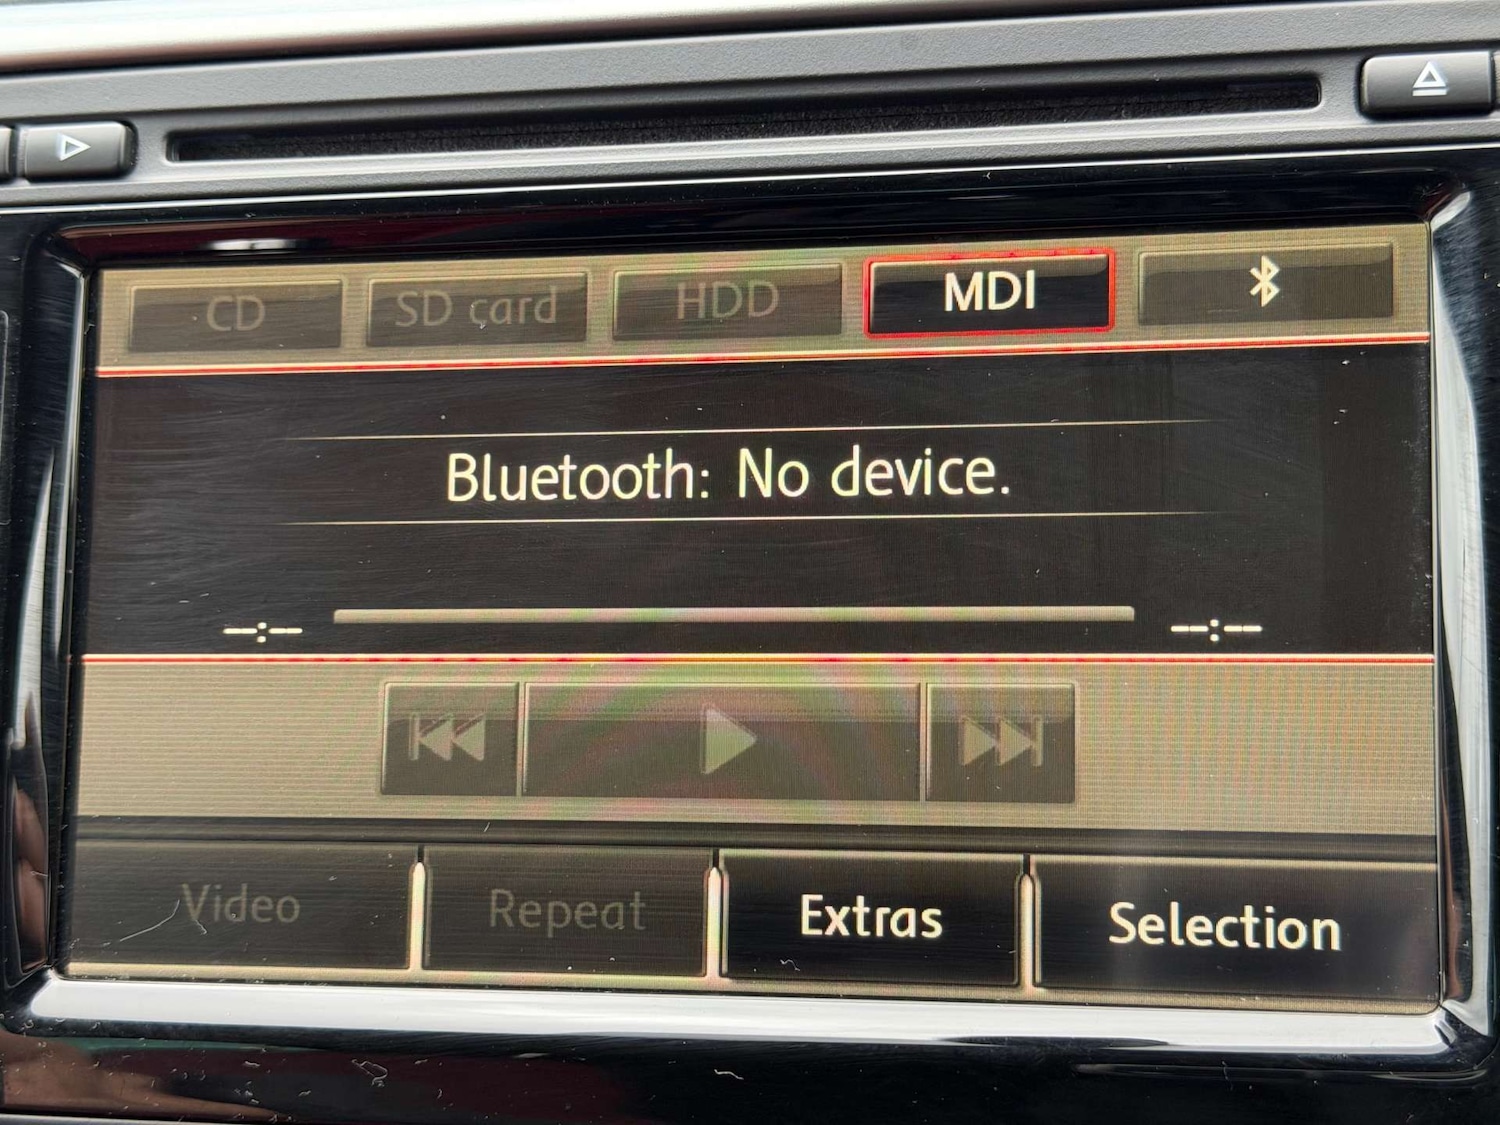 CD SD card HDD MDI
Bluetooth: No device.
--:-- --:--
Video Repeat Extras Selection